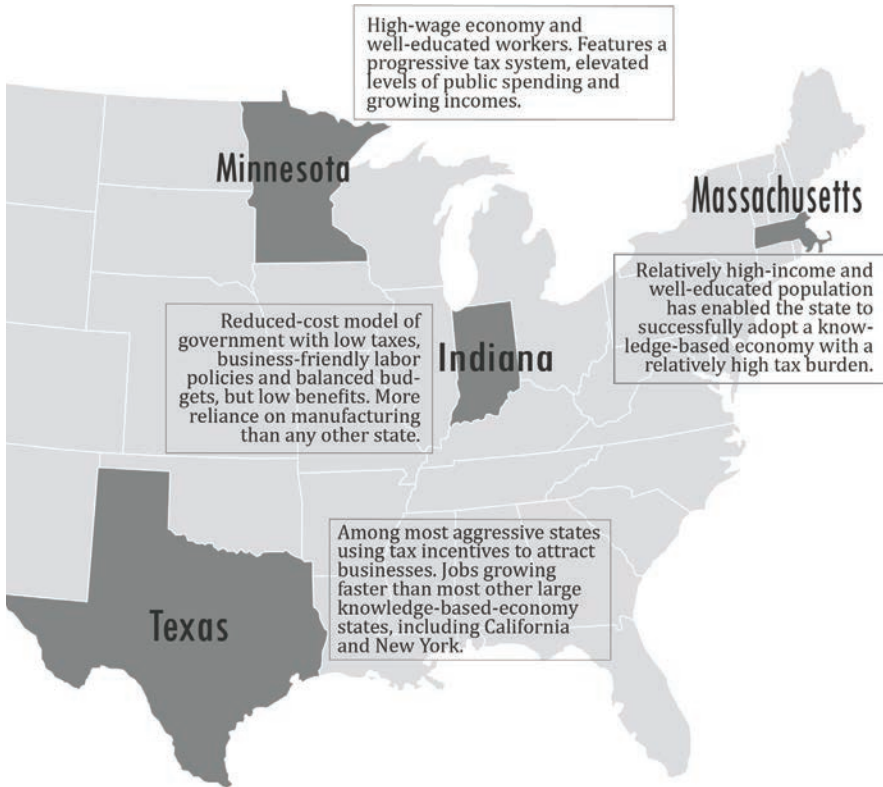 High-wage economy and
well-educated workers. Features a
progressive tax system, elevated
levels of public spending and
growing incomes.
Minnesota
Massachusetts
Relatively high-income and
well-educated population
has enabled the state to
successfully adopt a know-
ledge-based economy with a
relatively high tax burden.
Reduced-cost model of
government with low taxes,
business-friendly labor
policies and balanced bud-
gets, but low benefits. More
reliance on manufacturing
than any other state.
Indiana
Among most aggressive states
using tax incentives to attract
businesses. Jobs growing
faster than most other large
knowledge-based-economy
states, including California
and New York.
Texas